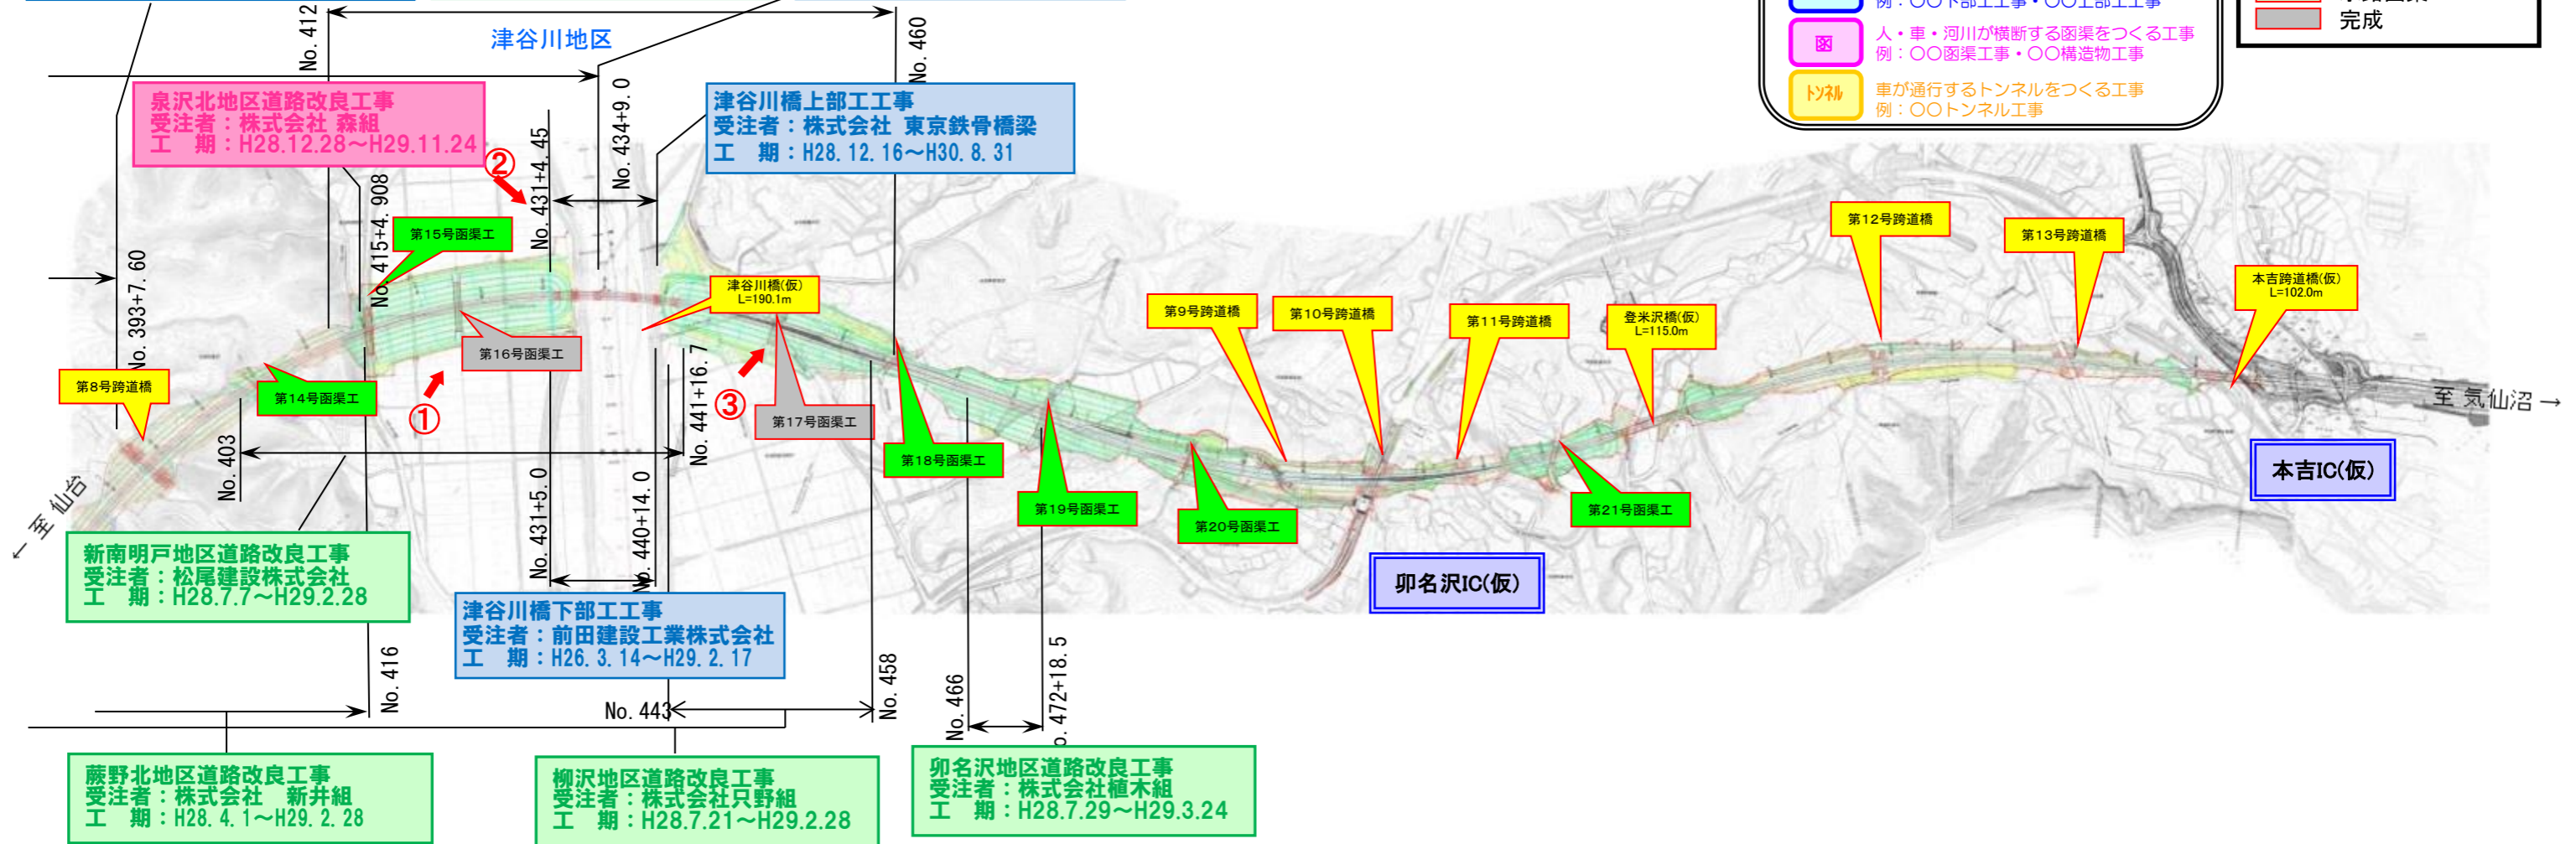 例：〇〇下部工工事・〇〇上部工工事
函
人・車・河川が横断する函渠をつくる工事
例：〇〇函渠工事・〇〇構造物工事
トンネル
車が通行するトンネルをつくる工事
例：〇〇トンネル工事
完成
No. 412
津谷川地区
No. 460
泉沢北地区道路改良工事
受注者：株式会社 森組
工　期：H28.12.28～H29.11.24
津谷川橋上部工工事
受注者：株式会社 東京鉄骨橋梁
工　期：H28. 12. 16～H30. 8. 31
②
No. 431+4. 45
No. 434+9. 0
No. 415+4. 908
No. 393+7. 60
第15号函渠工
第16号函渠工
第14号函渠工
第8号跨道橋
①
③
津谷川橋(仮)
L=190.1m
第17号函渠工
第18号函渠工
第19号函渠工
第20号函渠工
第9号跨道橋
第10号跨道橋
第11号跨道橋
登米沢橋(仮)
L=115.0m
第21号函渠工
第12号跨道橋
第13号跨道橋
本吉跨道橋(仮)
L=102.0m
至 気仙沼 →
本吉IC(仮)
卯名沢IC(仮)
← 至 仙台
No. 403
No. 441+16. 7
No. 431+5. 0
No. 440+14. 0
新南明戸地区道路改良工事
受注者：松尾建設株式会社
工　期：H28.7.7～H29.2.28
津谷川橋下部工工事
受注者：前田建設工業株式会社
工　期：H26. 3. 14～H29. 2. 17
No. 416
No. 443
No. 458
No. 466
o. 472+18. 5
蕨野北地区道路改良工事
受注者：株式会社　新井組
工　期：H28. 4. 1～H29. 2. 28
柳沢地区道路改良工事
受注者：株式会社只野組
工　期：H28.7.21～H29.2.28
卯名沢地区道路改良工事
受注者：株式会社植木組
工　期：H28.7.29～H29.3.24